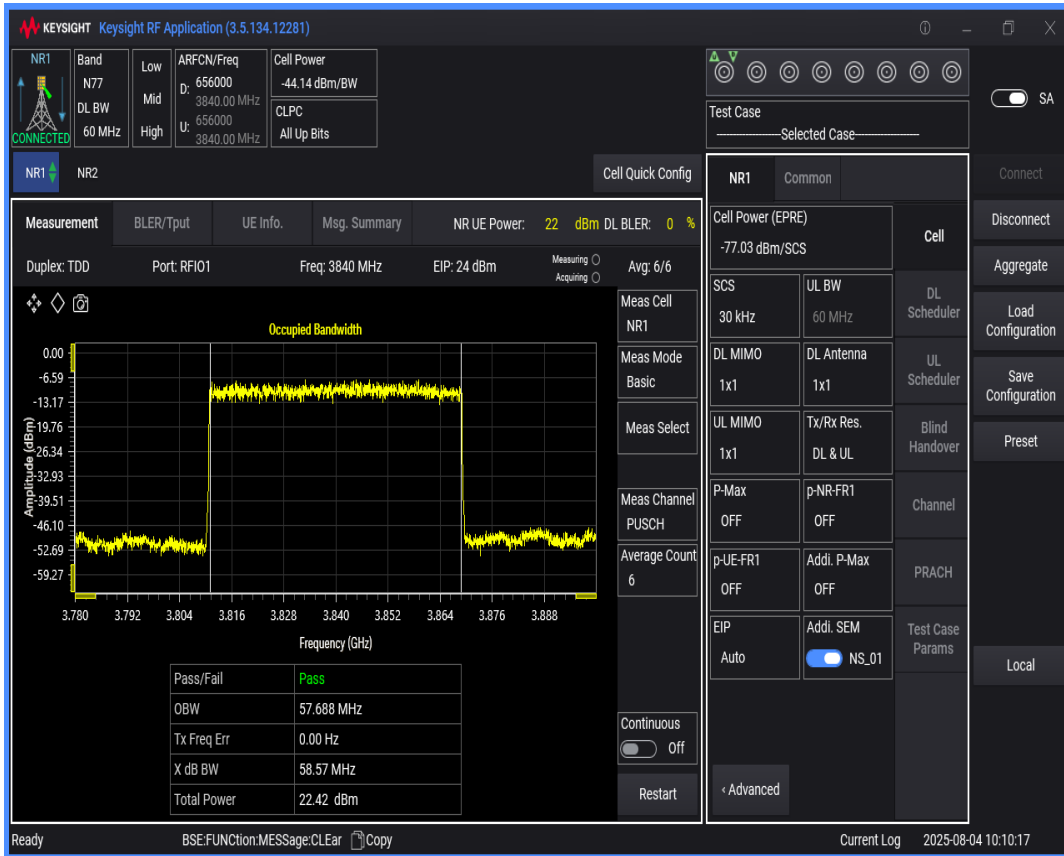 KEYSIGHT Keysight RF Application (3.5.134.12281)
NR1
CONNECTED
Band
N77
DL BW
60 MHz
Low
Mid
High
ARFCN/Freq
D: 656000
3840.00 MHz
U: 656000
3840.00 MHz
Cell Power
-44.14 dBm/BW
CLPC
All Up Bits
Test Case
Selected Case
SA
NR1
NR2
Cell Quick Config
Measurement BLER/Tput UE Info. Msg. Summary NR UE Power: 22 dBm DL BLER: 0 %
Duplex: TDD Port: RFIO1 Freq: 3840 MHz EIP: 24 dBm Measuring Acquiring Avg: 6/6
Occupied Bandwidth
Amplitude (dBm)
0.00
-6.59
-13.17
-19.76
-26.34
-32.93
-39.51
-46.10
-52.69
-59.27
3.780 3.792 3.804 3.816 3.828 3.840 3.852 3.864 3.876 3.888
Frequency (GHz)
Pass/Fail Pass
OBW 57.688 MHz
Tx Freq Err 0.00 Hz
X dB BW 58.57 MHz
Total Power 22.42 dBm
Meas Cell
NR1
Meas Mode
Basic
Meas Select
Meas Channel
PUSCH
Average Count
6
Continuous
Off
Restart
NR1 Common
Cell Power (EPRE)
-77.03 dBm/SCS
SCS
30 kHz
UL BW
60 MHz
DL MIMO
1x1
DL Antenna
1x1
UL MIMO
1x1
Tx/Rx Res.
DL & UL
P-Max
OFF
p-NR-FR1
OFF
p-UE-FR1
OFF
Addi. P-Max
OFF
EIP
Auto
Addi. SEM
NS_01
‹ Advanced
Cell
DL
Scheduler
UL
Scheduler
Blind
Handover
Channel
PRACH
Test Case
Params
Connect
Disconnect
Aggregate
Load
Configuration
Save
Configuration
Preset
Local
Ready BSE:FUNCtion:MESSage:CLEar Copy Current Log 2025-08-04 10:10:17